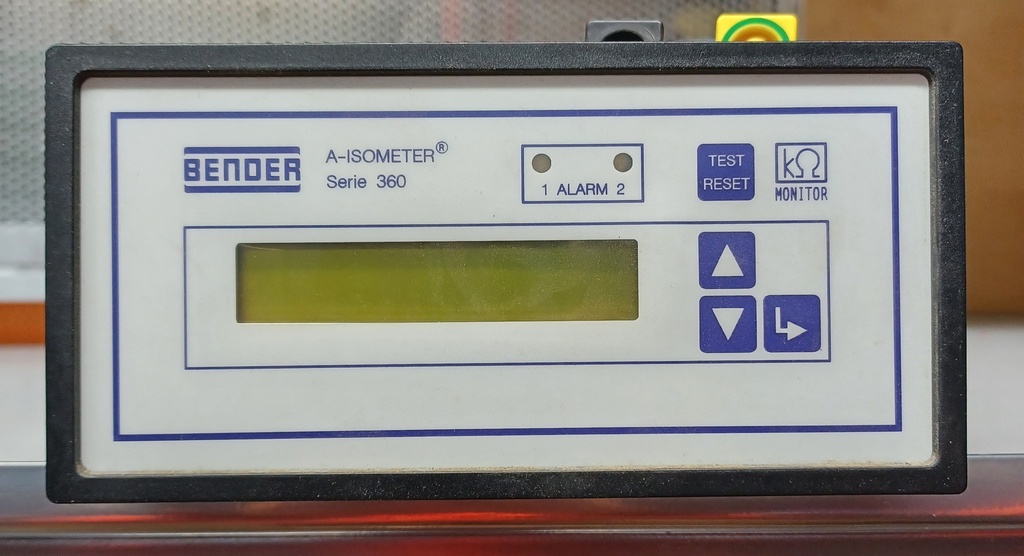 BENDER
A-ISOMETER®
Serie 360
1 ALARM 2
TEST
RESET
kΩ
MONITOR